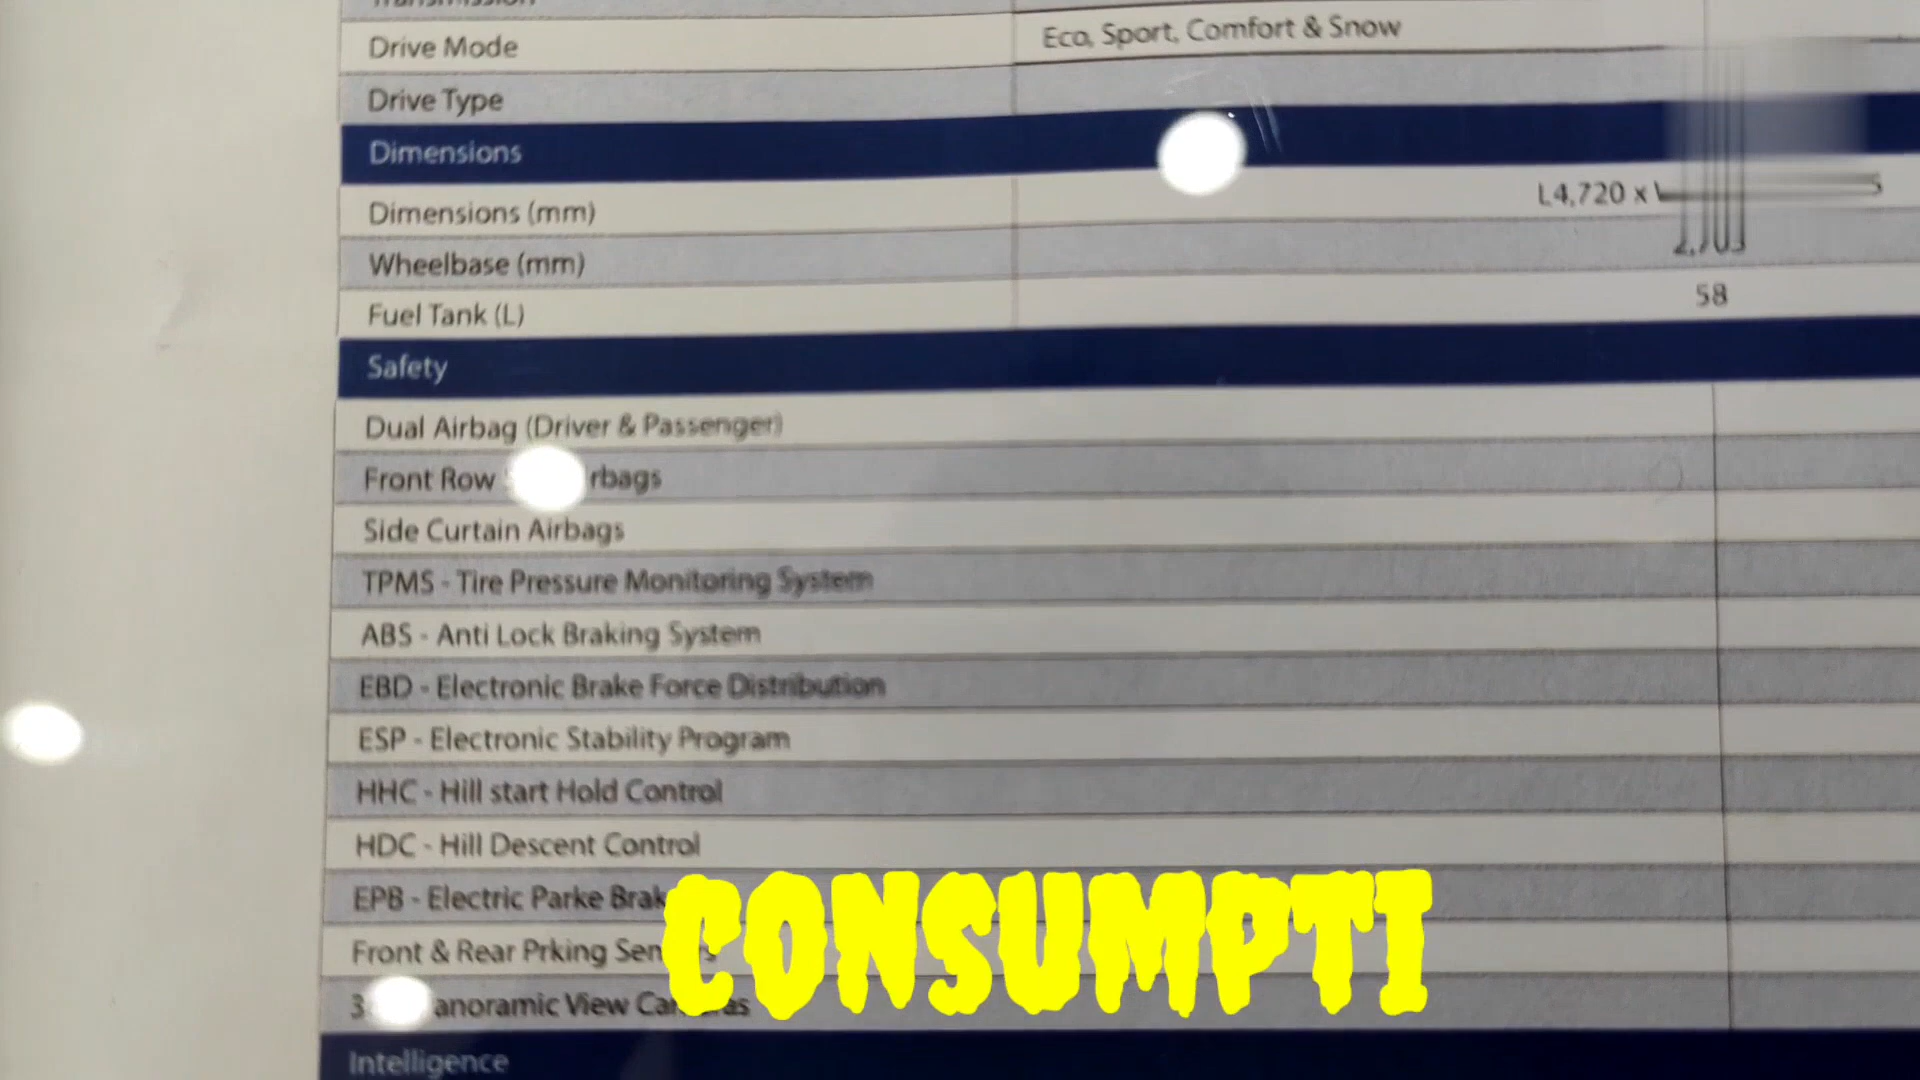 Drive Mode Eco, Sport, Comfort & Snow
Drive Type
Dimensions
Dimensions (mm) L4,720 x
Wheelbase (mm)
Fuel Tank (L) 58
Safety
Dual Airbag (Driver & Passenger)
Front Row rbags
Side Curtain Airbags
TPMS - Tire Pressure Monitoring System
ABS - Anti Lock Braking System
EBD - Electronic Brake Force Distribution
ESP - Electronic Stability Program
HHC - Hill start Hold Control
HDC - Hill Descent Control
EPB - Electric Parke Brak
CONSUMPTI
Front & Rear Prking Sen s
3 anoramic View Ca as
Intelligence